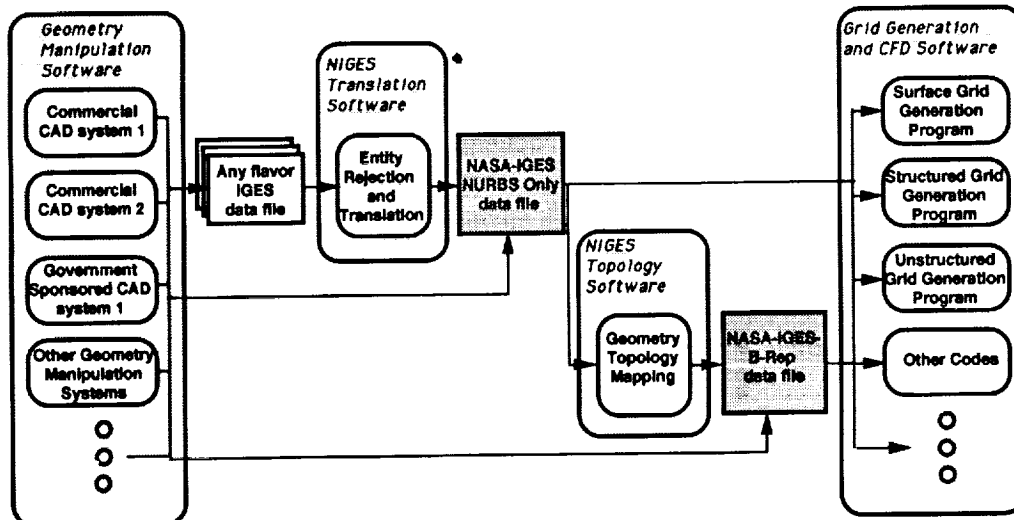 Geometry
Manipulation
Software
Commercial
CAD system 1
Commercial
CAD system 2
Government
Sponsored CAD
system 1
Other Geometry
Manipulation
Systems
Any flavor
IGES
data file
NIGES
Translation
Software
Entity
Rejection
and
Translation
NASA-IGES
NURBS Only
data file
NIGES
Topology
Software
Geometry
Topology
Mapping
NASA-IGES-
B-Rep
data file
Grid Generation
and CFD Software
Surface Grid
Generation
Program
Structured Grid
Generation
Program
Unstructured
Grid Generation
Program
Other Codes